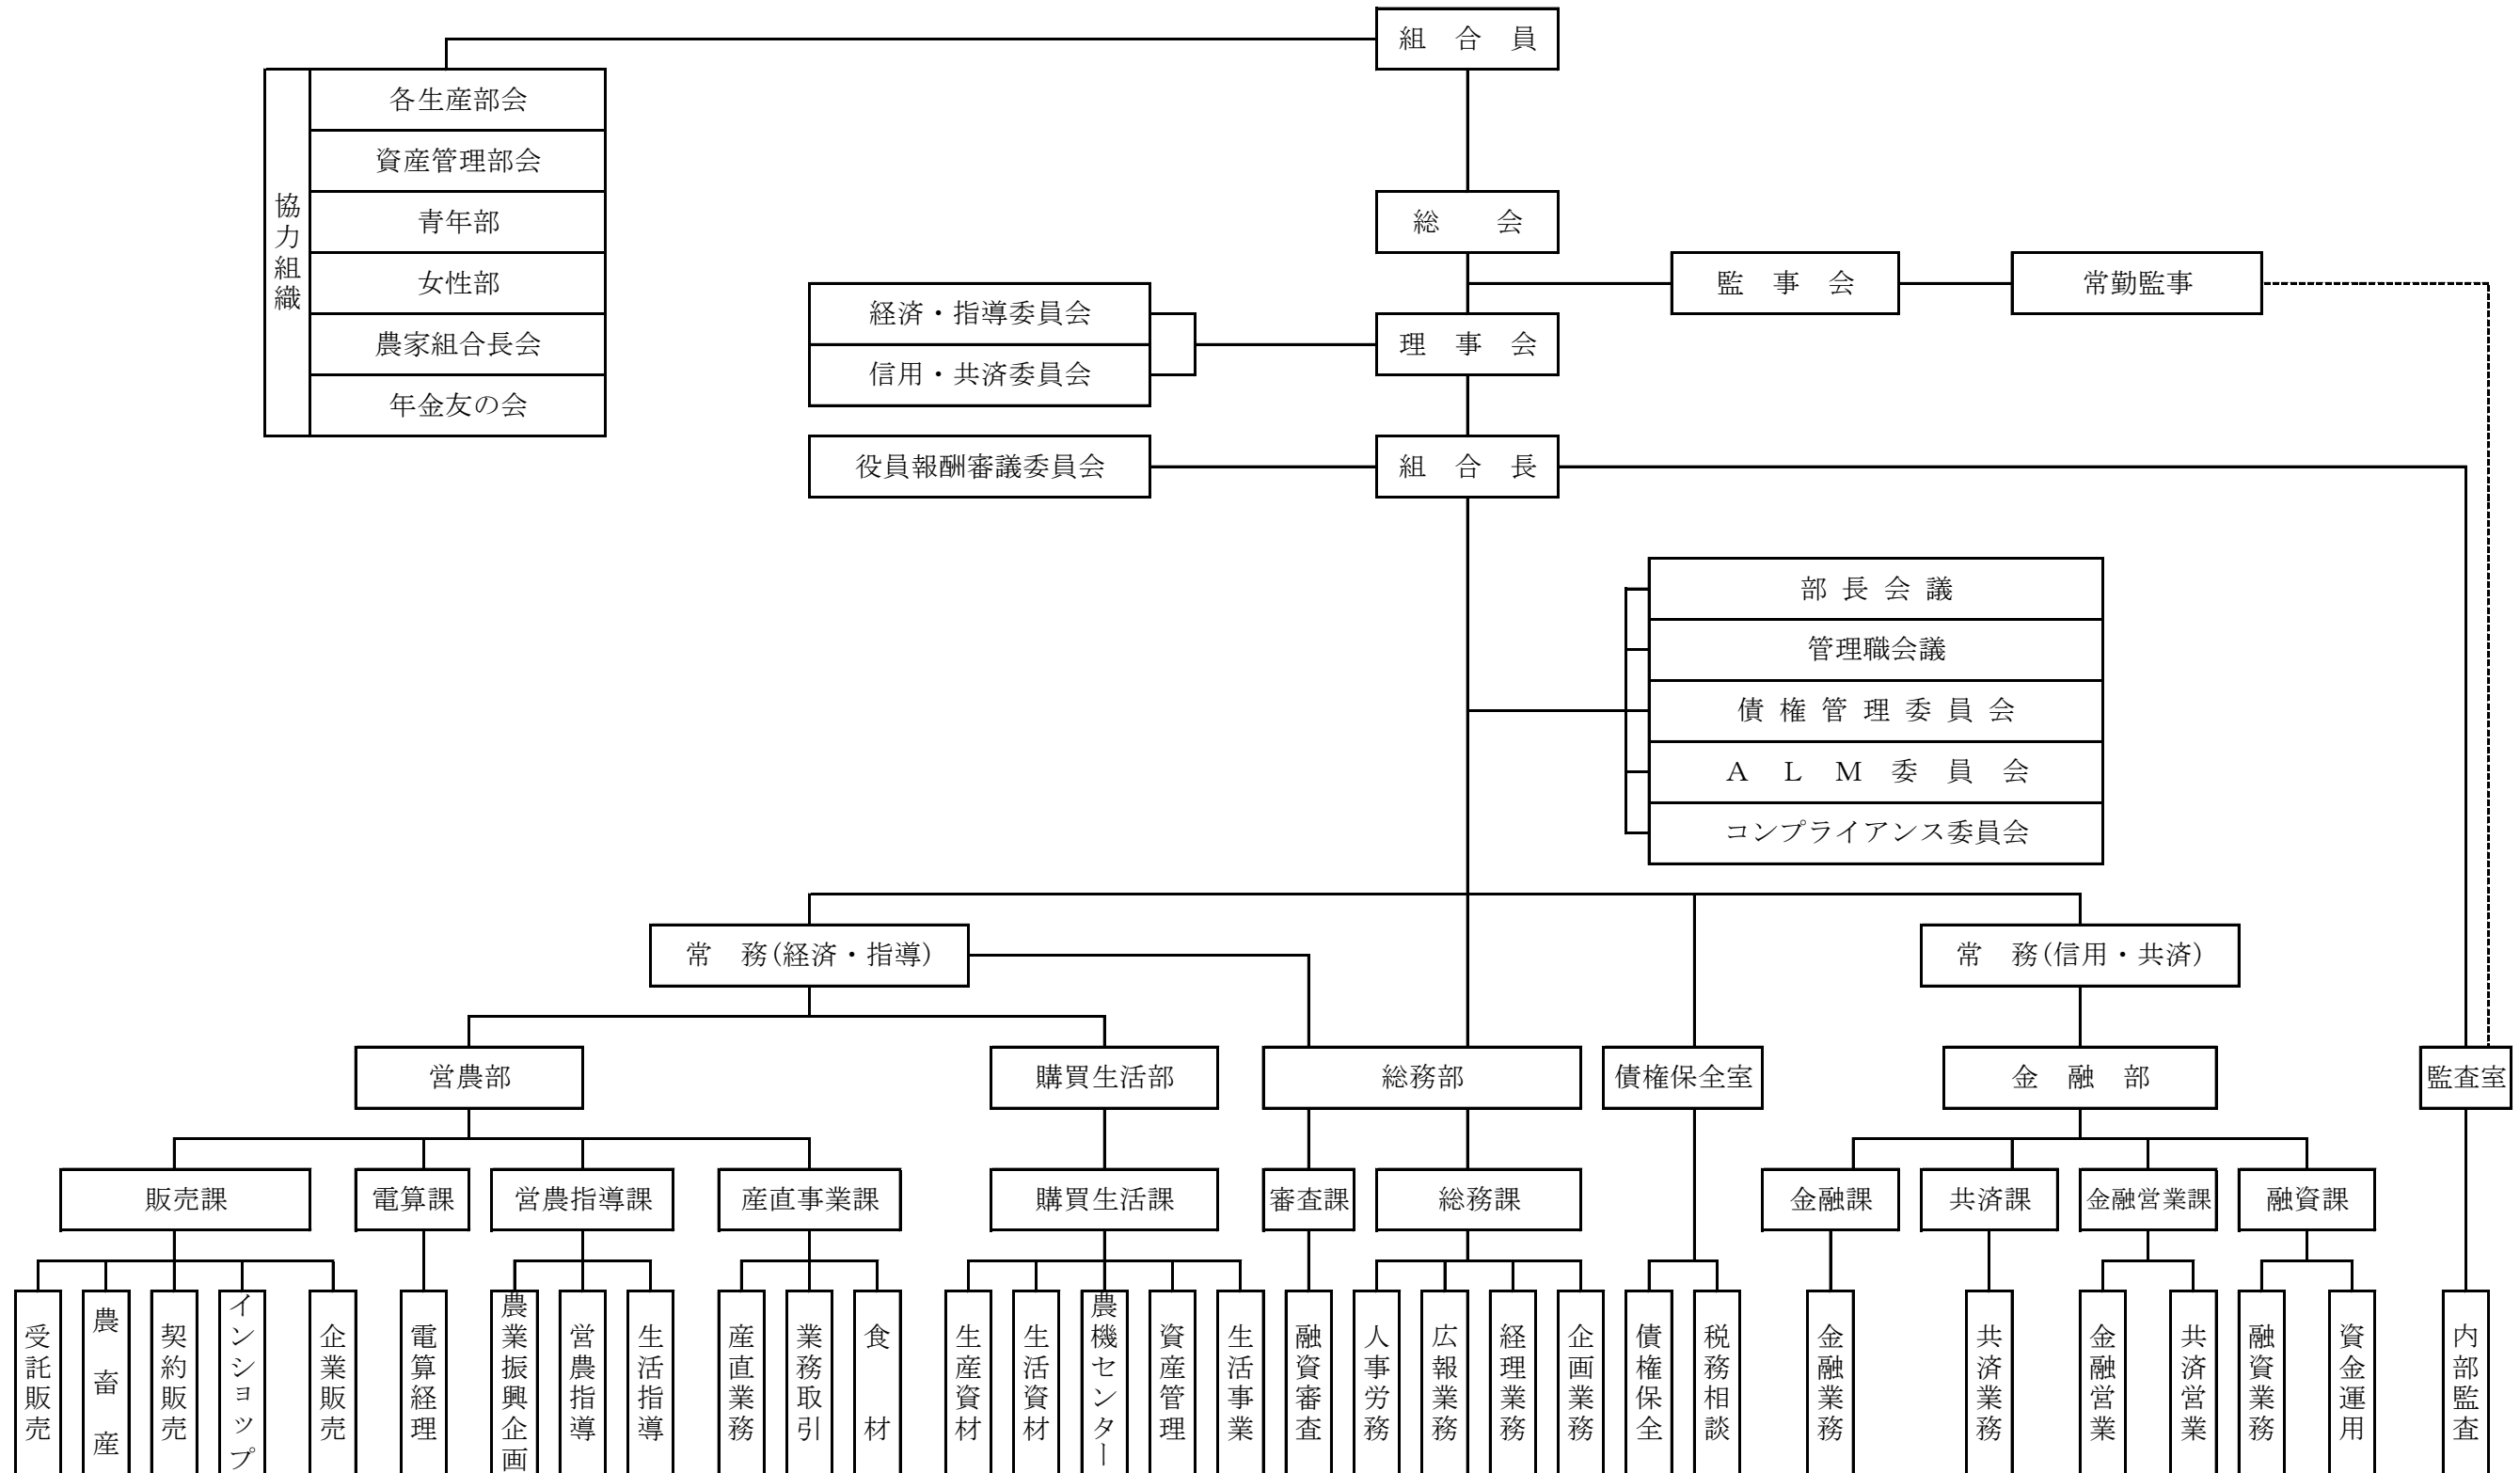 組　合　員
協力組織
各生産部会
資産管理部会
青年部
女性部
農家組合長会
年金友の会
総　　会
監　事　会
常勤監事
経済・指導委員会
信用・共済委員会
理　事　会
役員報酬審議委員会
組　合　長
部 長 会 議
管理職会議
債 権 管 理 委 員 会
Ａ　Ｌ　Ｍ　委　員　会
コンプライアンス委員会
常　務(経済・指導)
常　務(信用・共済)
営農部
購買生活部
総務部
債権保全室
金　融　部
監査室
販売課
電算課
営農指導課
産直事業課
購買生活課
審査課
総務課
金融課
共済課
金融営業課
融資課
受託販売
農　畜　産
契約販売
インショップ
企業販売
電算経理
農業振興企画
営農指導
生活指導
産直業務
業務取引
食　　材
生産資材
生活資材
農機センター
資産管理
生活事業
融資審査
人事労務
広報業務
経理業務
企画業務
債権保全
税務相談
金融業務
共済業務
金融営業
共済営業
融資業務
資金運用
内部監査